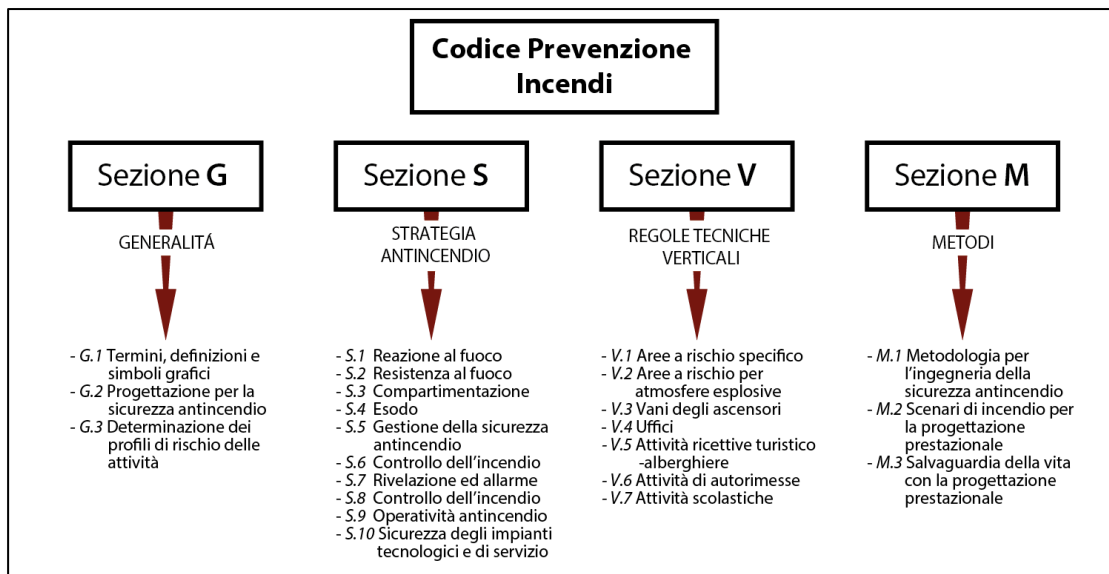 Codice Prevenzione
Incendi
Sezione G
GENERALITÁ
- G.1 Termini, definizioni e
simboli grafici
- G.2 Progettazione per la
sicurezza antincendio
- G.3 Determinazione dei
profili di rischio delle
attività
Sezione S
STRATEGIA
ANTINCENDIO
- S.1 Reazione al fuoco
- S.2 Resistenza al fuoco
- S.3 Compartimentazione
- S.4 Esodo
- S.5 Gestione della sicurezza
antincendio
- S.6 Controllo dell'incendio
- S.7 Rivelazione ed allarme
- S.8 Controllo dell'incendio
- S.9 Operatività antincendio
- S.10 Sicurezza degli impianti
tecnologici e di servizio
Sezione V
REGOLE TECNICHE
VERTICALI
- V.1 Aree a rischio specifico
- V.2 Aree a rischio per
atmosfere esplosive
- V.3 Vani degli ascensori
- V.4 Uffici
- V.5 Attività ricettive turistico
-alberghiere
- V.6 Attività di autorimesse
- V.7 Attività scolastiche
Sezione M
METODI
- M.1 Metodologia per
l'ingegneria della
sicurezza antincendio
- M.2 Scenari di incendio per
la progettazione
prestazionale
- M.3 Salvaguardia della vita
con la progettazione
prestazionale